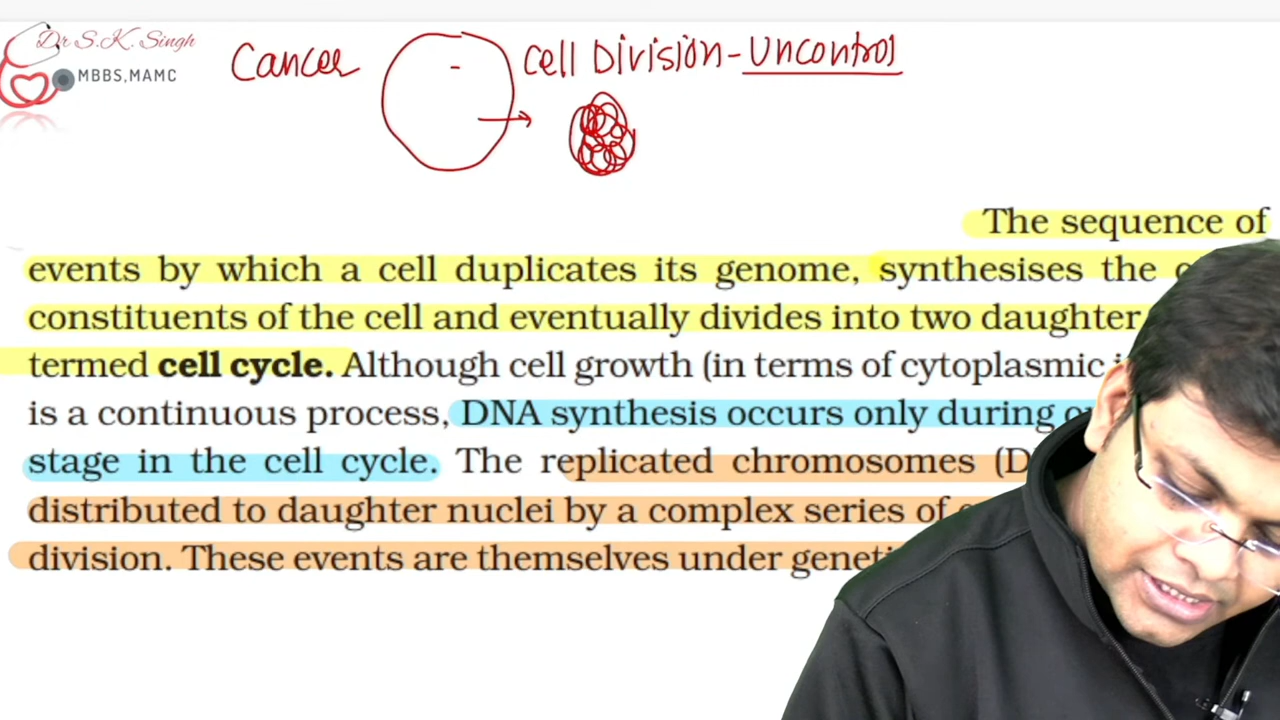 Dr S.K. Singh
MBBS,MAMC
Cancer
Cell Division-Uncontrol
The sequence of
events by which a cell duplicates its genome, synthesises the
constituents of the cell and eventually divides into two daughter
termed cell cycle. Although cell growth (in terms of cytoplasmic
is a continuous process, DNA synthesis occurs only during
stage in the cell cycle. The replicated chromosomes
distributed to daughter nuclei by a complex series of
division. These events are themselves under